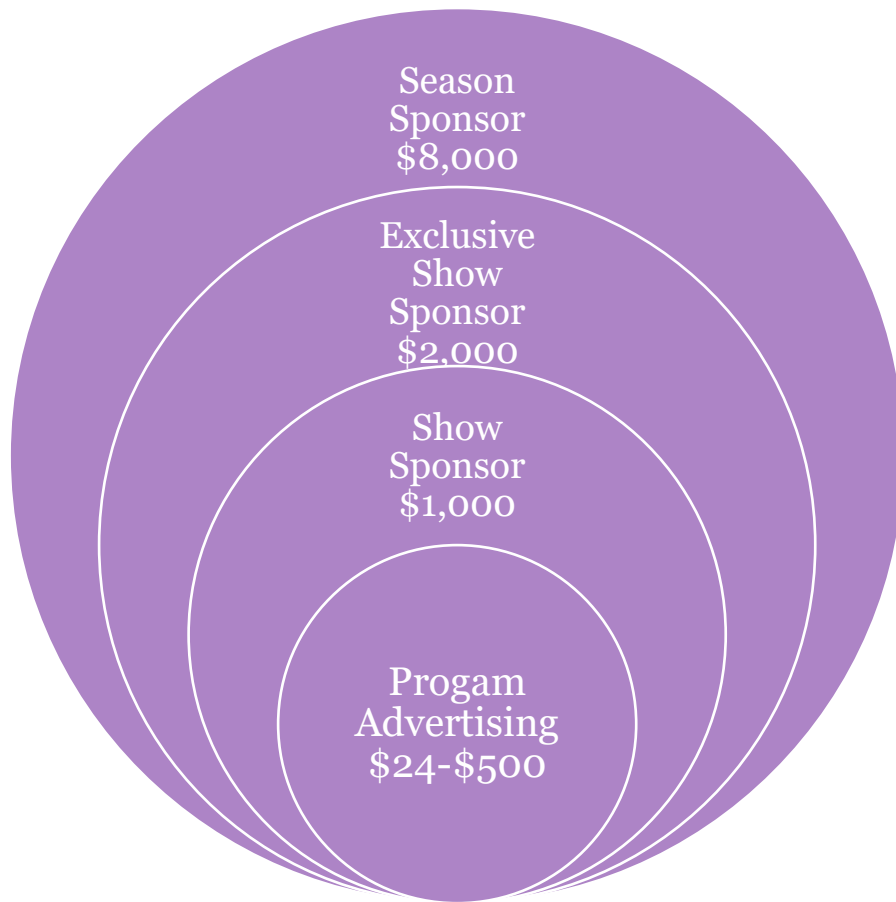 Season
Sponsor
$8,000
Exclusive
Show
Sponsor
$2,000
Show
Sponsor
$1,000
Progam
Advertising
$24-$500